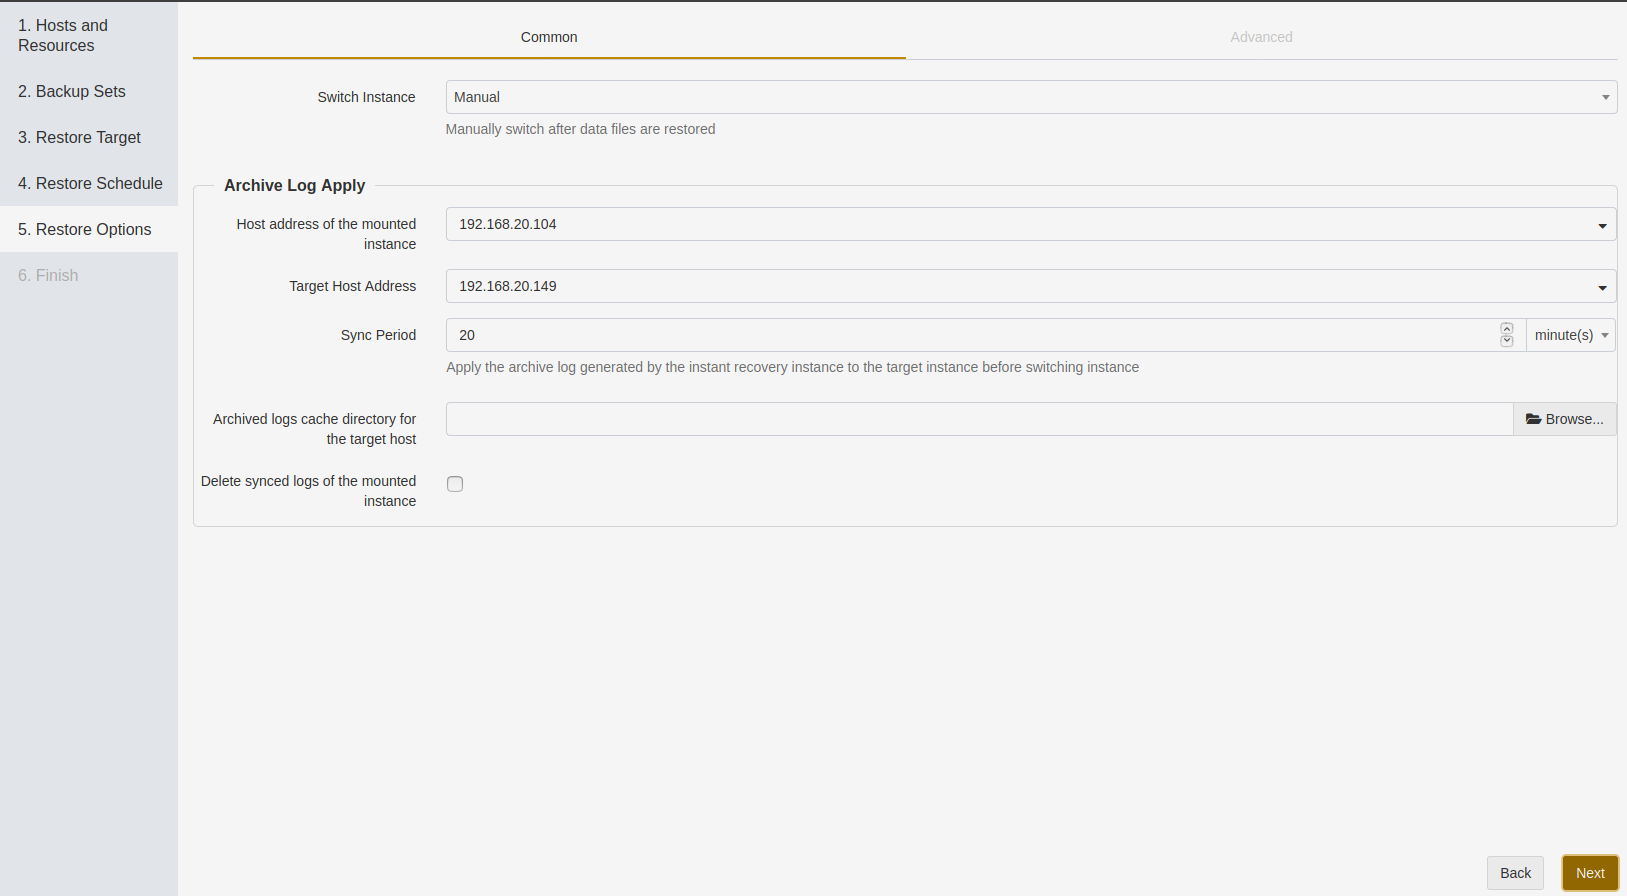 1. Hosts and
Resources
2. Backup Sets
3. Restore Target
4. Restore Schedule
5. Restore Options
6. Finish
Common
Advanced
Switch Instance
Manual
Manually switch after data files are restored
Archive Log Apply
Host address of the mounted
instance
192.168.20.104
Target Host Address
192.168.20.149
Sync Period
20
minute(s)
Apply the archive log generated by the instant recovery instance to the target instance before switching instance
Archived logs cache directory for
the target host
Browse...
Delete synced logs of the mounted
instance
Back
Next